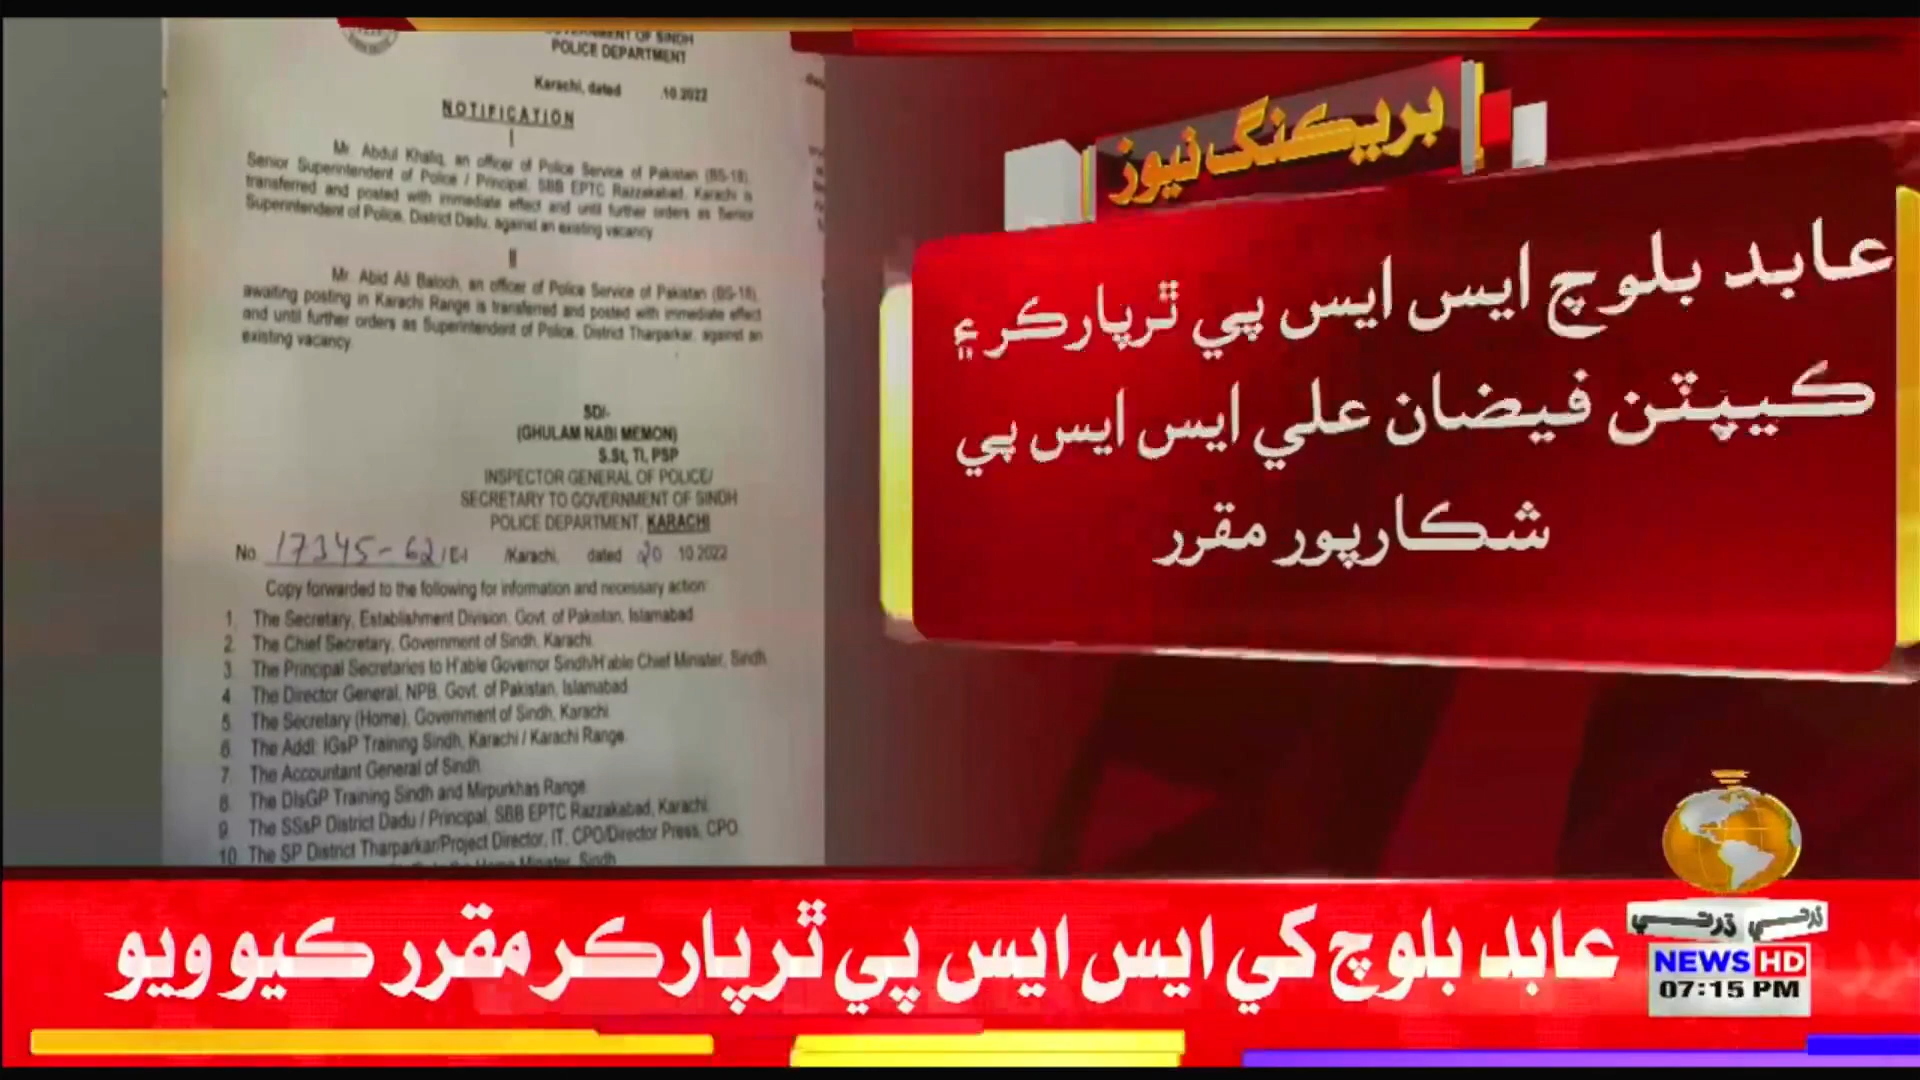 GOVERNMENT OF SINDH
POLICE DEPARTMENT
Karachi, dated .10.2022
NOTIFICATION
I
Mr. Abdul Khaliq, an officer of Police Service of Pakistan (BS-18),
Senior Superintendent of Police / Principal, SBB EPTC Razzakabad, Karachi is
transferred and posted with immediate effect and until further orders as Senior
Superintendent of Police, District Dadu, against an existing vacancy.
II
Mr. Abid Ali Baloch, an officer of Police Service of Pakistan (BS-18),
awaiting posting in Karachi Range is transferred and posted with immediate effect
and until further orders as Superintendent of Police, District Tharparkar, against an
existing vacancy.
SD/-
(GHULAM NABI MEMON)
S.St, TI, PSP
INSPECTOR GENERAL OF POLICE/
SECRETARY TO GOVERNMENT OF SINDH
POLICE DEPARTMENT, KARACHI
No. 17345-62/E-I /Karachi, dated 20 10.2022
Copy forwarded to the following for information and necessary action:
1. The Secretary, Establishment Division, Govt. of Pakistan, Islamabad
2. The Chief Secretary, Government of Sindh, Karachi.
3. The Principal Secretaries to H'able Governor Sindh/H'able Chief Minister, Sindh.
4. The Director General, NPB, Govt. of Pakistan, Islamabad
5. The Secretary (Home), Government of Sindh, Karachi
6. The Addl: IGsP Training Sindh, Karachi / Karachi Range.
7. The Accountant General of Sindh.
8. The DIsGP Training Sindh and Mirpurkhas Range.
9. The SSsP District Dadu / Principal, SBB EPTC Razzakabad, Karachi.
10. The SP District Tharparkar/Project Director, IT, CPO/Director Press, CPO.
Home Minister, Sindh
بريڪنگ نيوز
عابد بلوچ ايس ايس پي ٿرپارڪر ۽
ڪيپٽن فيضان علي ايس ايس پي
شڪارپور مقرر
عابد بلوچ کي ايس ايس پي ٿرپارڪر مقرر ڪيو ويو
NEWS HD
07:15 PM